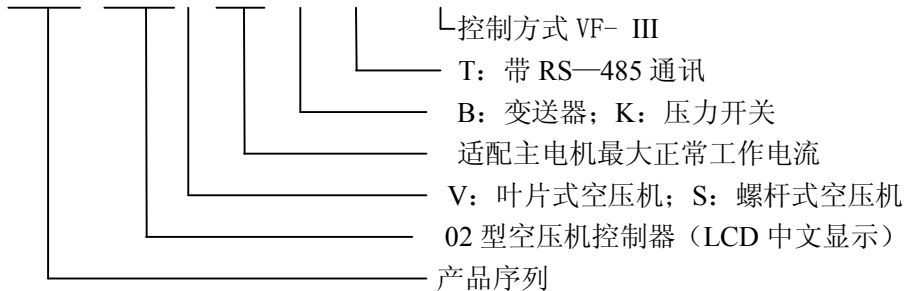 控制方式 VF- III
T：带 RS—485 通讯
B：变送器；K：压力开关
适配主电机最大正常工作电流
V：叶片式空压机；S：螺杆式空压机
02 型空压机控制器（LCD 中文显示）
产品序列